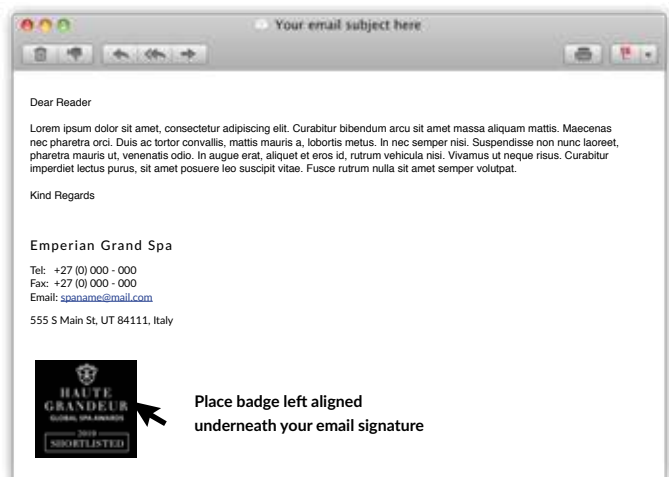 Your email subject here
Dear Reader
Lorem ipsum dolor sit amet, consectetur adipiscing elit. Curabitur bibendum arcu sit amet massa aliquam mattis. Maecenas
nec pharetra orci. Duis ac tortor convallis, mattis mauris a, lobortis metus. In nec semper nisi. Suspendisse non nunc laoreet,
pharetra mauris ut, venenatis odio. In augue erat, aliquet et eros id, rutrum vehicula nisi. Vivamus ut neque risus. Curabitur
imperdiet lectus purus, sit amet posuere leo suscipit vitae. Fusce rutrum nulla sit amet semper volutpat.
Kind Regards
Emperian Grand Spa
Tel: +27 (0) 000 - 000
Fax: +27 (0) 000 - 000
Email: spaname@mail.com
555 S Main St, UT 84111, Italy
HAUTE
GRANDEUR
GLOBAL SPA AWARDS
2019
SHORTLISTED
Place badge left aligned
underneath your email signature